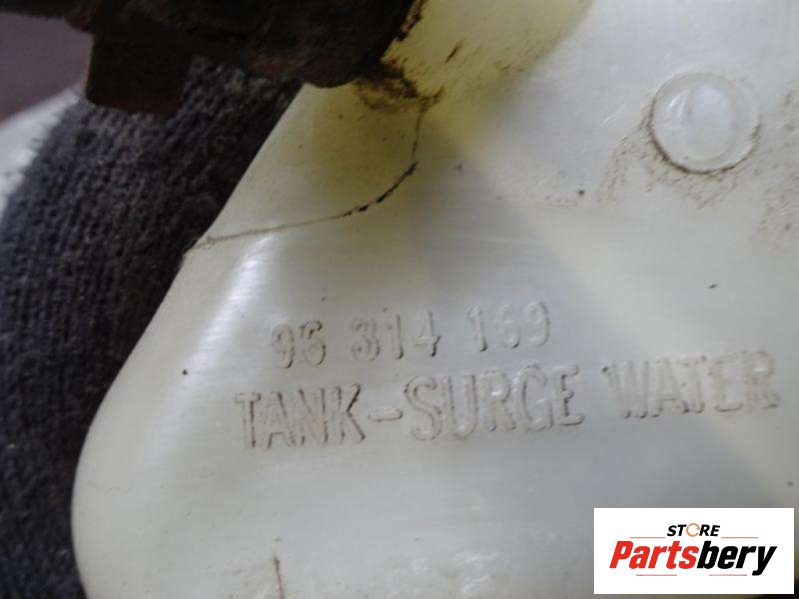 96 314 169
TANK-SURGE WATER
STORE
Partsbery